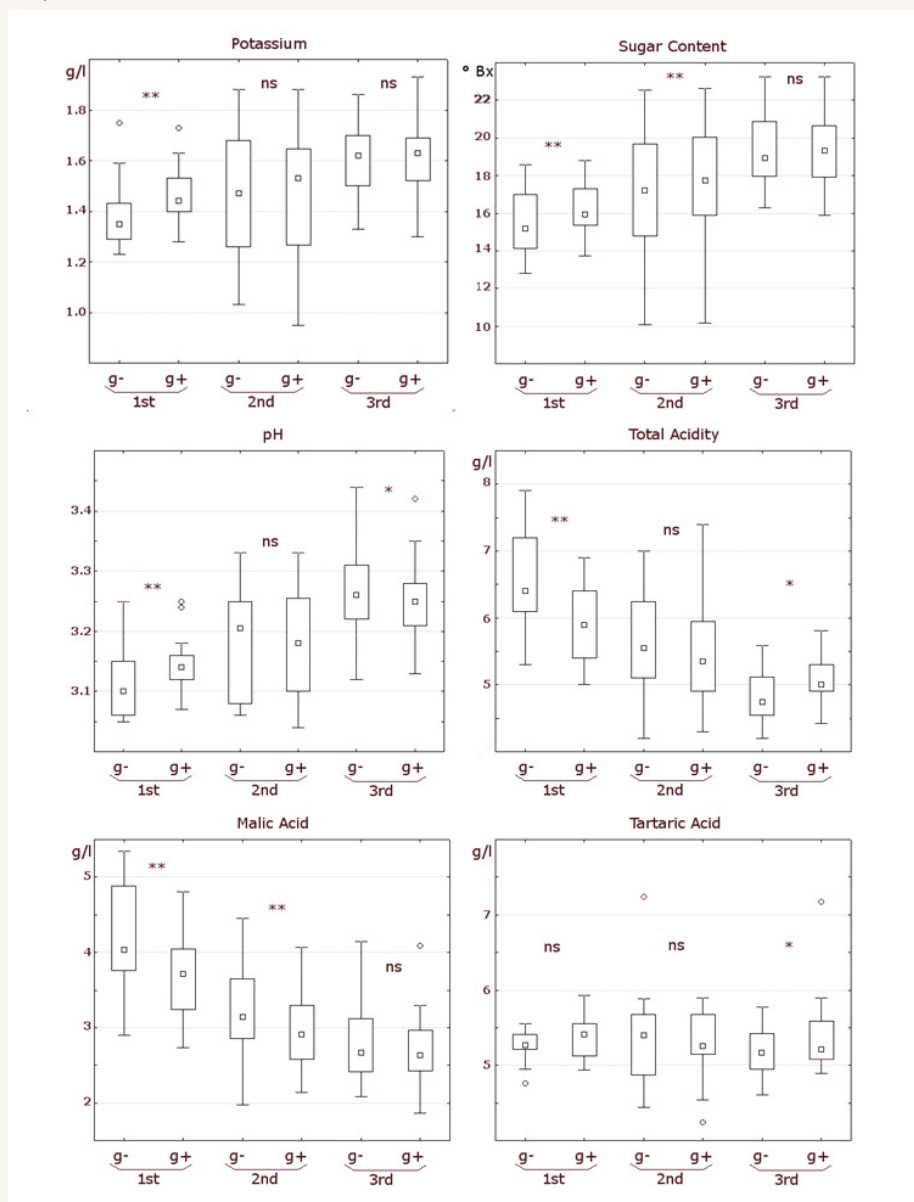 Potassium
g/l
1.8
1.6
1.4
1.2
1.0
**
ns
ns
g- g+ g- g+ g- g+
1st 2nd 3rd
Sugar Content
° Bx
22
20
18
16
14
12
10
**
**
ns
g- g+ g- g+ g- g+
1st 2nd 3rd
pH
3.4
3.3
3.2
3.1
**
ns
*
g- g+ g- g+ g- g+
1st 2nd 3rd
Total Acidity
g/l
8
7
6
5
**
ns
*
g- g+ g- g+ g- g+
1st 2nd 3rd
Malic Acid
g/l
5
4
3
2
**
**
ns
g- g+ g- g+ g- g+
1st 2nd 3rd
Tartaric Acid
g/l
7
6
5
ns
ns
*
g- g+ g- g+ g- g+
1st 2nd 3rd